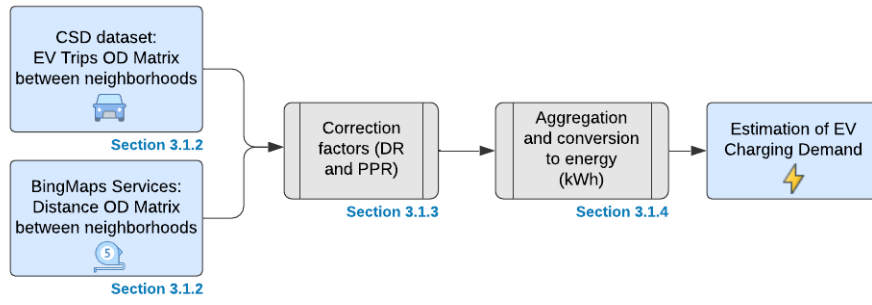 CSD dataset:
EV Trips OD Matrix
between neighborhoods
Section 3.1.2
BingMaps Services:
Distance OD Matrix
between neighborhoods
5
Section 3.1.2
Correction
factors (DR
and PPR)
Section 3.1.3
Aggregation
and conversion
to energy
(kWh)
Section 3.1.4
Estimation of EV
Charging Demand